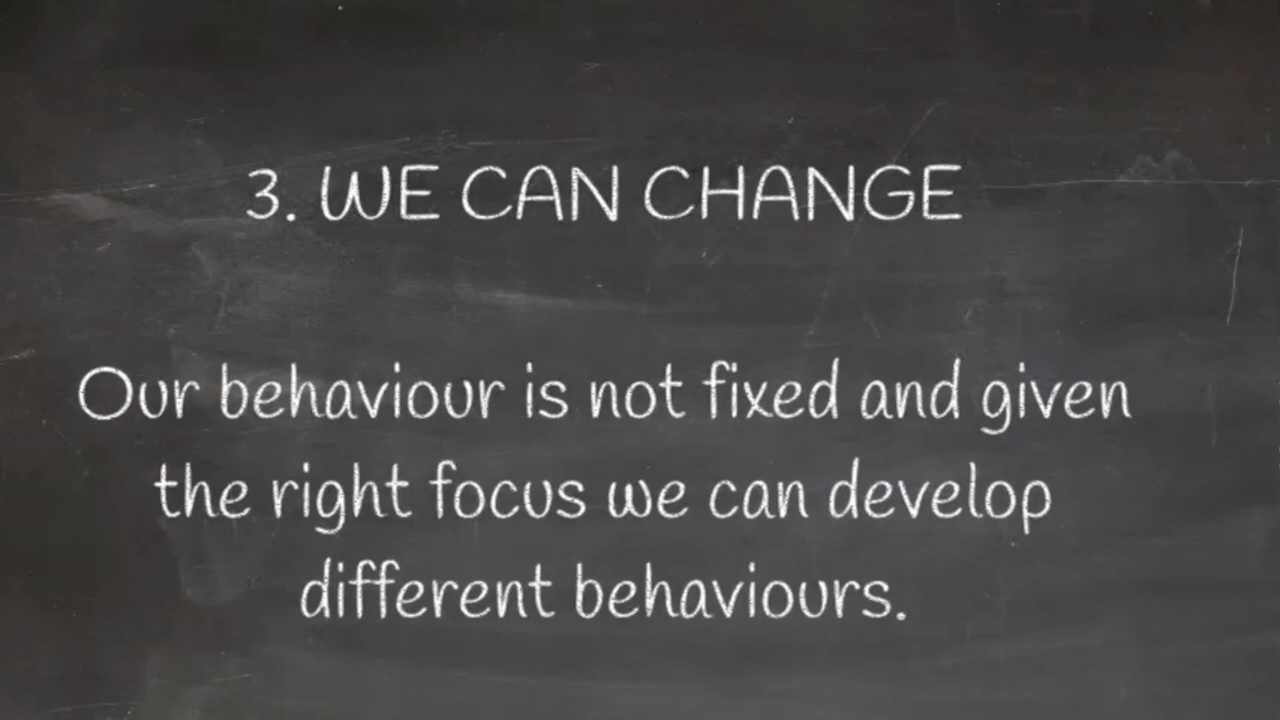 3. WE CAN CHANGE
Our behaviour is not fixed and given
the right focus we can develop
different behaviours.